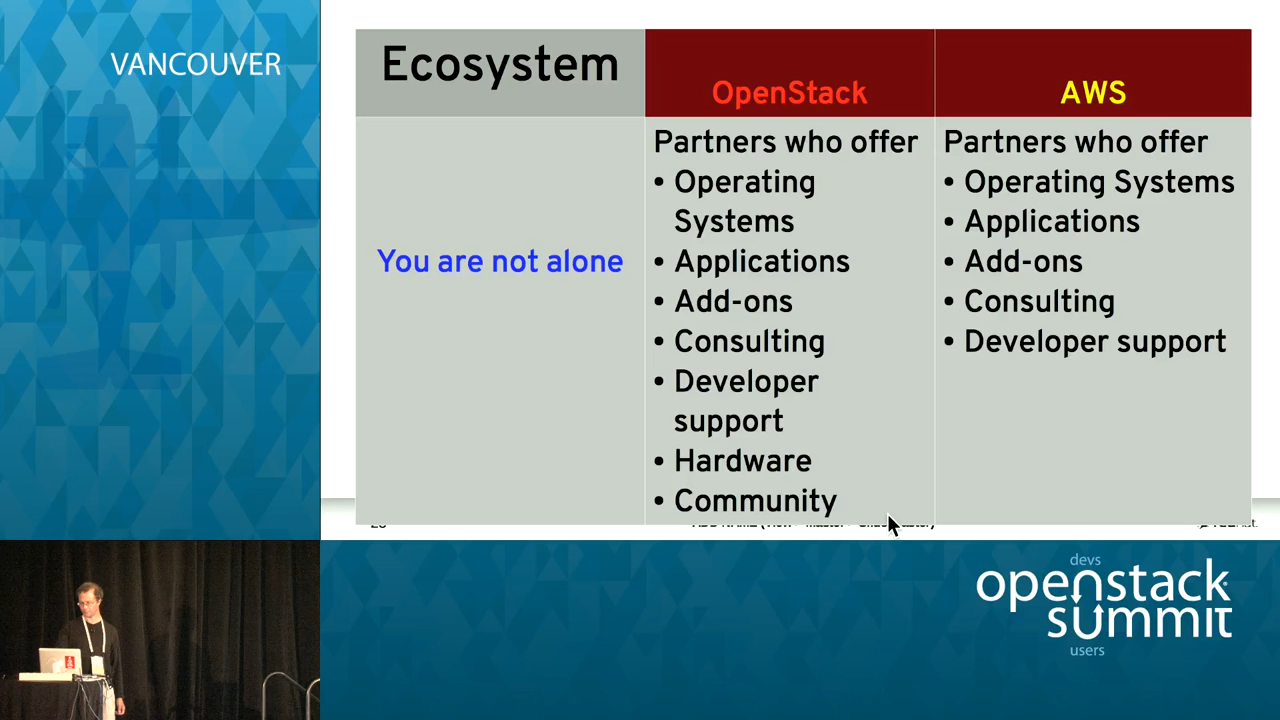 VANCOUVER
Ecosystem
OpenStack
AWS
You are not alone
Partners who offer
• Operating
Systems
• Applications
• Add-ons
• Consulting
• Developer
support
• Hardware
• Community
Partners who offer
• Operating Systems
• Applications
• Add-ons
• Consulting
• Developer support
devs
openstack
summit
users